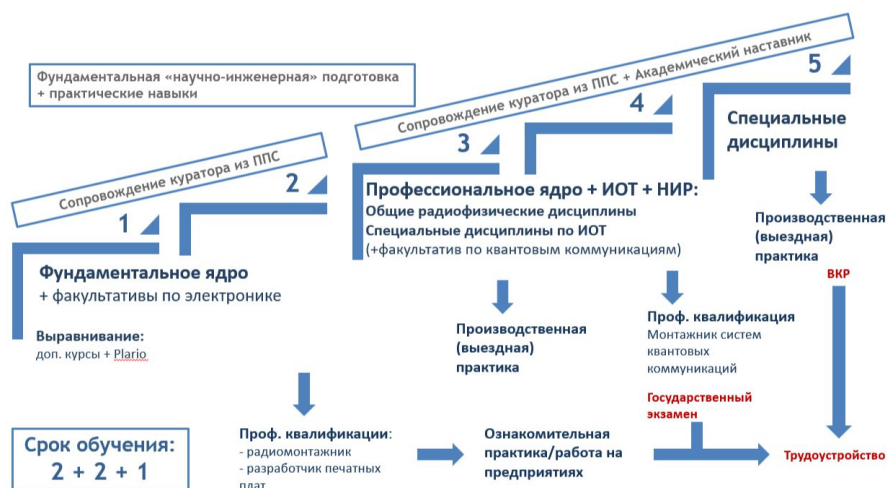 Фундаментальная «научно-инженерная» подготовка
+ практические навыки
Сопровождение куратора из ППС
Сопровождение куратора из ППС + Академический наставник
1
2
3
4
5
Фундаментальное ядро
+ факультативы по электронике
Выравнивание:
доп. курсы + Plario
Профессиональное ядро + ИОТ + НИР:
Общие радиофизические дисциплины
Специальные дисциплины по ИОТ
(+факультатив по квантовым коммуникациям)
Специальные
дисциплины
Производственная
(выездная)
практика
ВКР
Производственная
(выездная)
практика
Проф. квалификация
Монтажник систем
квантовых
коммуникаций
Государственный
экзамен
Срок обучения:
2 + 2 + 1
Проф. квалификации:
- радиомонтажник
- разработчик печатных
плат
Ознакомительная
практика/работа на
предприятиях
Трудоустройство